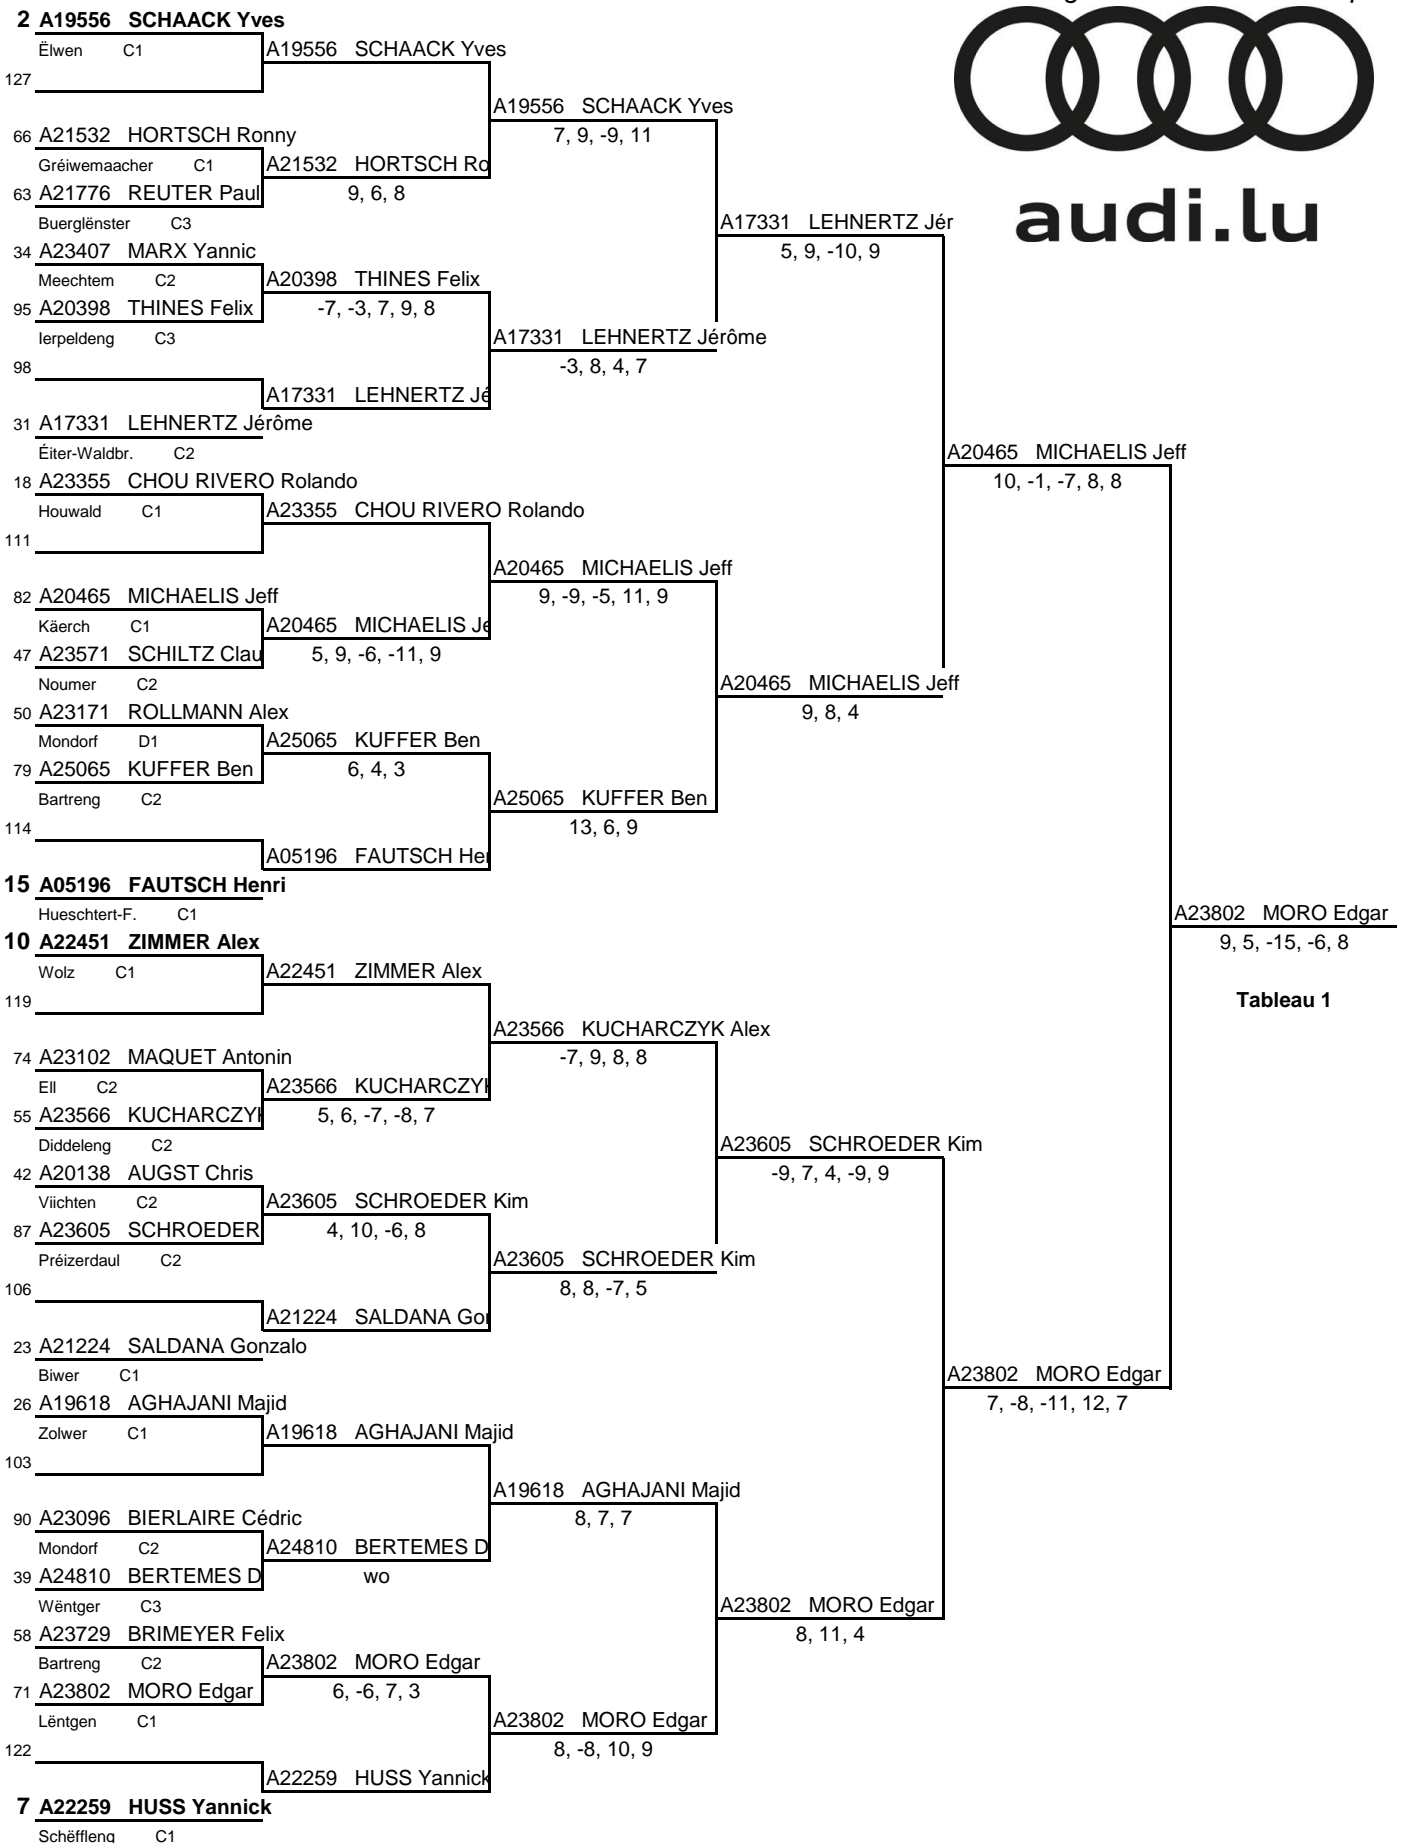 2 A19556 SCHAACK Yves
Ëlwen C1 A19556 SCHAACK Yves
127
A19556 SCHAACK Yves
66 A21532 HORTSCH Ronny 7, 9, -9, 11
Gréiwemaacher C1 A21532 HORTSCH Ro
63 A21776 REUTER Paul 9, 6, 8
audi.lu
Buerglënster C3 A17331 LEHNERTZ Jér
34 A23407 MARX Yannic 5, 9, -10, 9
Meechtem C2 A20398 THINES Felix
95 A20398 THINES Felix -7, -3, 7, 9, 8
Ierpeldeng C3 A17331 LEHNERTZ Jérôme
98 -3, 8, 4, 7
A17331 LEHNERTZ Jé
31 A17331 LEHNERTZ Jérôme
Éiter-Waldbr. C2 A20465 MICHAELIS Jeff
18 A23355 CHOU RIVERO Rolando 10, -1, -7, 8, 8
Houwald C1 A23355 CHOU RIVERO Rolando
111
A20465 MICHAELIS Jeff
82 A20465 MICHAELIS Jeff 9, -9, -5, 11, 9
Käerch C1 A20465 MICHAELIS Je
47 A23571 SCHILTZ Clau 5, 9, -6, -11, 9
Noumer C2 A20465 MICHAELIS Jeff
50 A23171 ROLLMANN Alex 9, 8, 4
Mondorf D1 A25065 KUFFER Ben
79 A25065 KUFFER Ben 6, 4, 3
Bartreng C2 A25065 KUFFER Ben
114 13, 6, 9
A05196 FAUTSCH Her
15 A05196 FAUTSCH Henri
Hueschtert-F. C1 A23802 MORO Edgar
10 A22451 ZIMMER Alex 9, 5, -15, -6, 8
Wolz C1 A22451 ZIMMER Alex
119 Tableau 1
A23566 KUCHARCZYK Alex
74 A23102 MAQUET Antonin -7, 9, 8, 8
Ell C2 A23566 KUCHARCZYK
55 A23566 KUCHARCZYK 5, 6, -7, -8, 7
Diddeleng C2 A23605 SCHROEDER Kim
42 A20138 AUGST Chris -9, 7, 4, -9, 9
Viichten C2 A23605 SCHROEDER Kim
87 A23605 SCHROEDER 4, 10, -6, 8
Préizerdaul C2 A23605 SCHROEDER Kim
106 8, 8, -7, 5
A21224 SALDANA Gon
23 A21224 SALDANA Gonzalo
Biwer C1 A23802 MORO Edgar
26 A19618 AGHAJANI Majid 7, -8, -11, 12, 7
Zolwer C1 A19618 AGHAJANI Majid
103
A19618 AGHAJANI Majid
90 A23096 BIERLAIRE Cédric 8, 7, 7
Mondorf C2 A24810 BERTEMES D
39 A24810 BERTEMES D wo
Wëntger C3 A23802 MORO Edgar
58 A23729 BRIMEYER Felix 8, 11, 4
Bartreng C2 A23802 MORO Edgar
71 A23802 MORO Edgar 6, -6, 7, 3
Lëntgen C1 A23802 MORO Edgar
122 8, -8, 10, 9
A22259 HUSS Yannick
7 A22259 HUSS Yannick
Schëffleng C1